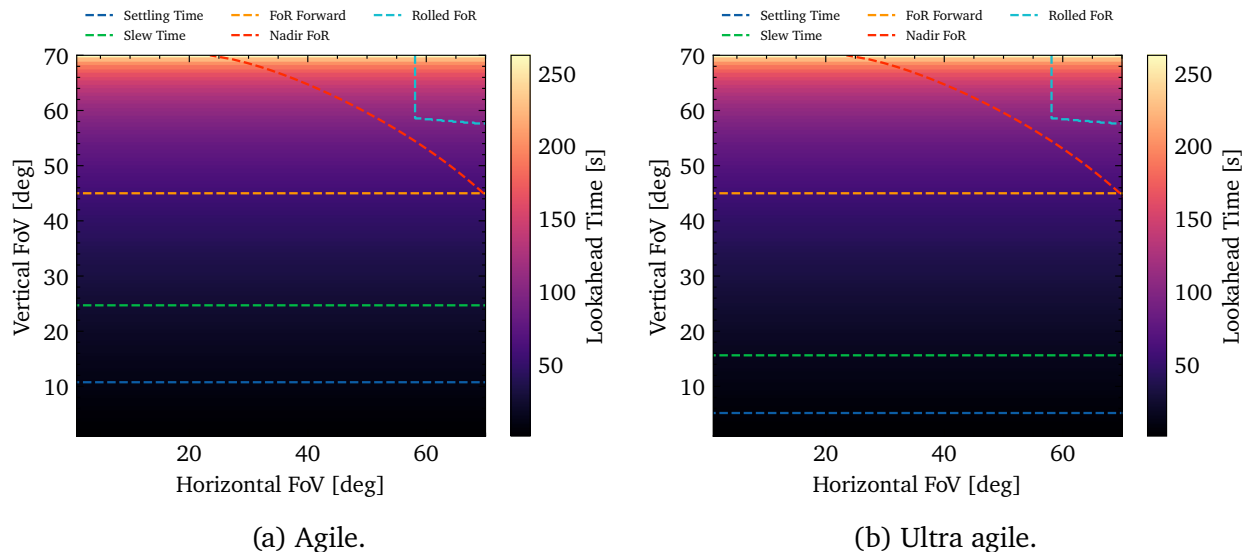 Settling Time
FoR Forward
Rolled FoR
Slew Time
Nadir FoR
70
60
50
40
30
20
10
Vertical FoV [deg]
20
40
60
Horizontal FoV [deg]
250
200
150
100
50
Lookahead Time [s]
(a) Agile.
Settling Time
FoR Forward
Rolled FoR
Slew Time
Nadir FoR
70
60
50
40
30
20
10
Vertical FoV [deg]
20
40
60
Horizontal FoV [deg]
250
200
150
100
50
Lookahead Time [s]
(b) Ultra agile.